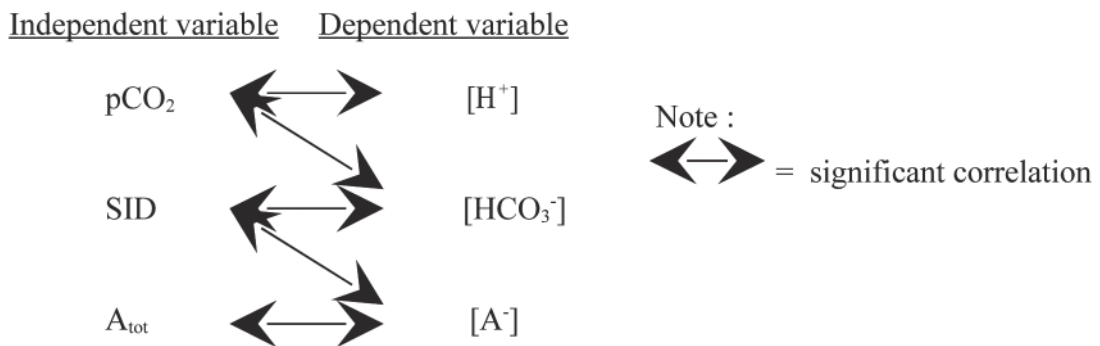 Independent variable Dependent variable
pCO₂ [H⁺]
Note :
= significant correlation
SID [HCO₃⁻]
Aₜₒₜ [A⁻]